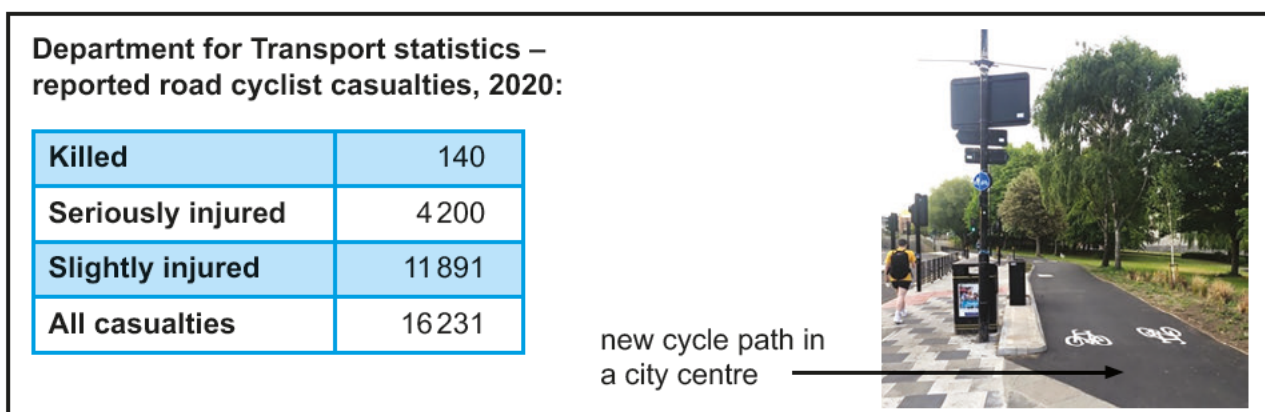 Department for Transport statistics –
reported road cyclist casualties, 2020:
Killed 140
Seriously injured 4200
Slightly injured 11891
All casualties 16231
new cycle path in
a city centre